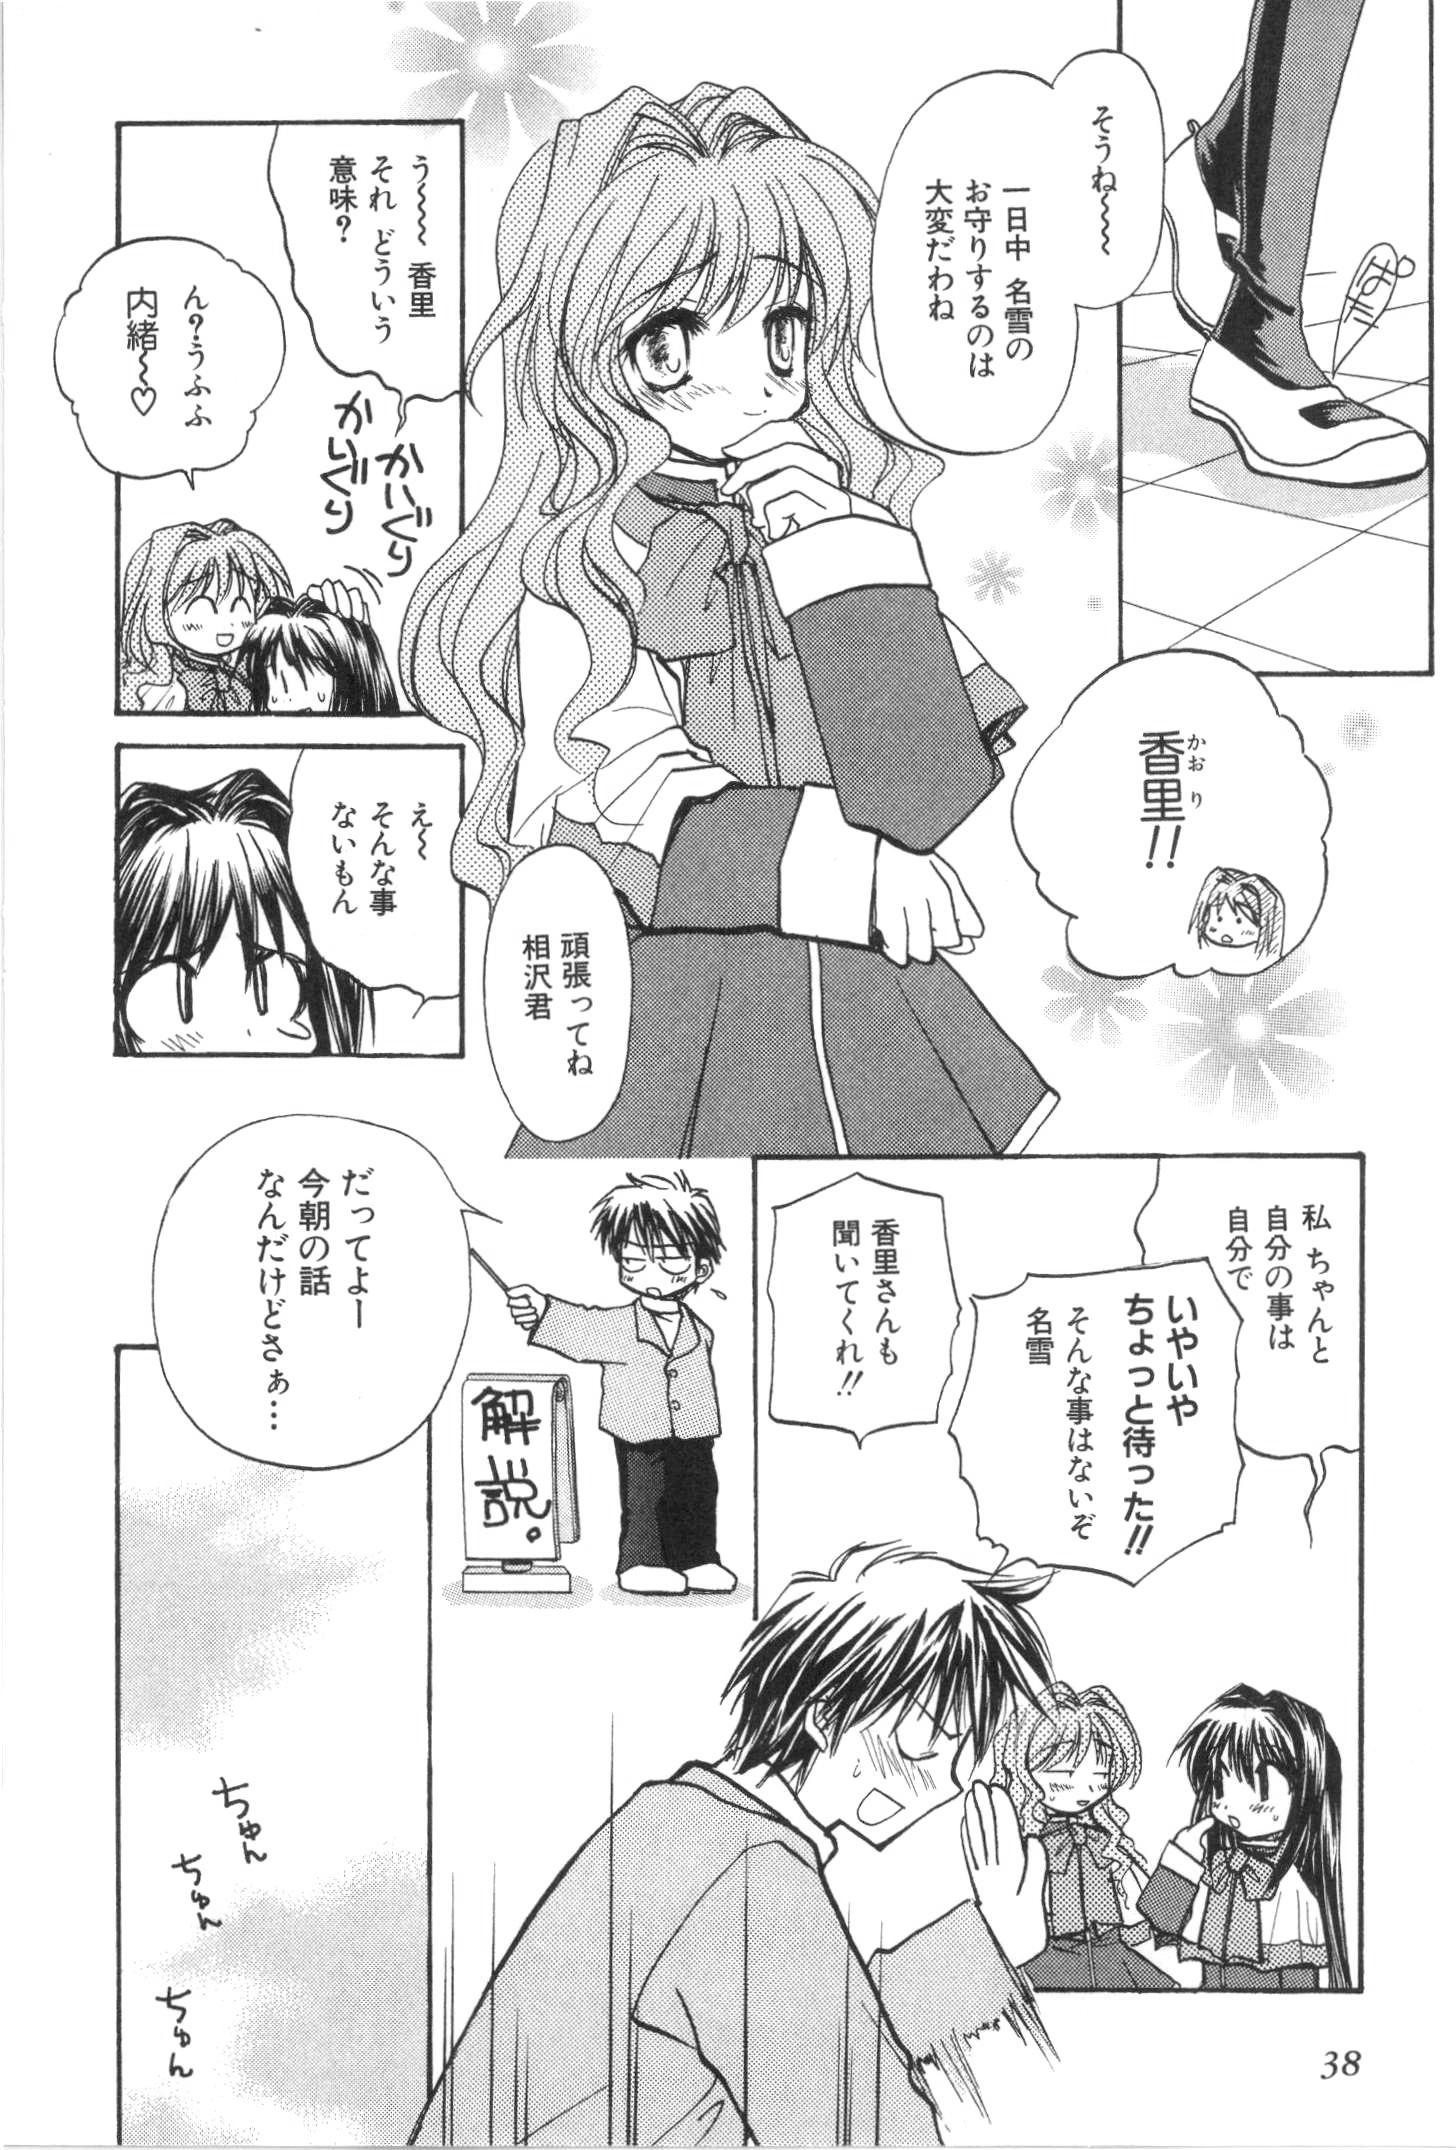 ぱた
そうね〜〜〜
一日中 名雪の
お守りするのは
大変だわね
香里!!
かおり
う〜〜〜 香里
それ どういう
意味?
ん?うふふ
内緒〜♡
かいぐり
かいぐり
え〜
そんな事
ないもん
頑張ってね
相沢君
私 ちゃんと
自分の事は
自分で
いやいや
ちょっと待った!!
そんな事はないぞ
名雪
香里さんも
聞いてくれ!!
解説。
だってよー
今朝の話
なんだけどさぁ…
ちゅん
ちゅん
ちゅん
38